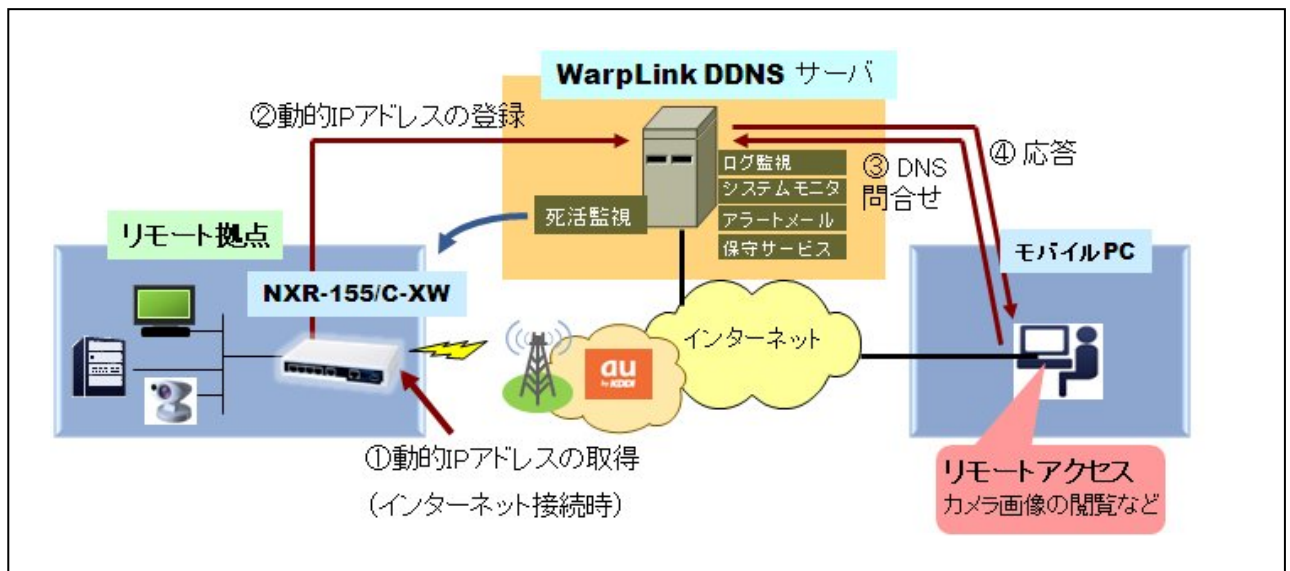 WarpLink DDNS サーバ
②動的IPアドレスの登録
ログ監視
システムモニタ
アラートメール
保守サービス
死活監視
③ DNS
問合せ
④ 応答
リモート拠点
NXR-155/C-XW
モバイルPC
インターネット
au
by KDDI
①動的IPアドレスの取得
(インターネット接続時)
リモートアクセス
カメラ画像の閲覧など